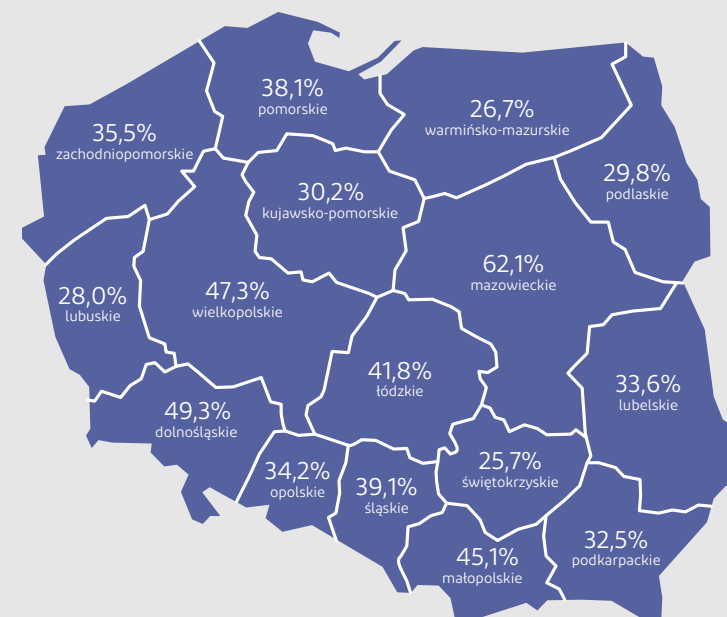 38,1%
pomorskie
26,7%
warmińsko-mazurskie
35,5%
zachodniopomorskie
29,8%
podlaskie
30,2%
kujawsko-pomorskie
62,1%
mazowieckie
28,0%
lubuskie
47,3%
wielkopolskie
41,8%
łódzkie
33,6%
lubelskie
49,3%
dolnośląskie
34,2%
opolskie
39,1%
śląskie
25,7%
świętokrzyskie
45,1%
małopolskie
32,5%
podkarpackie